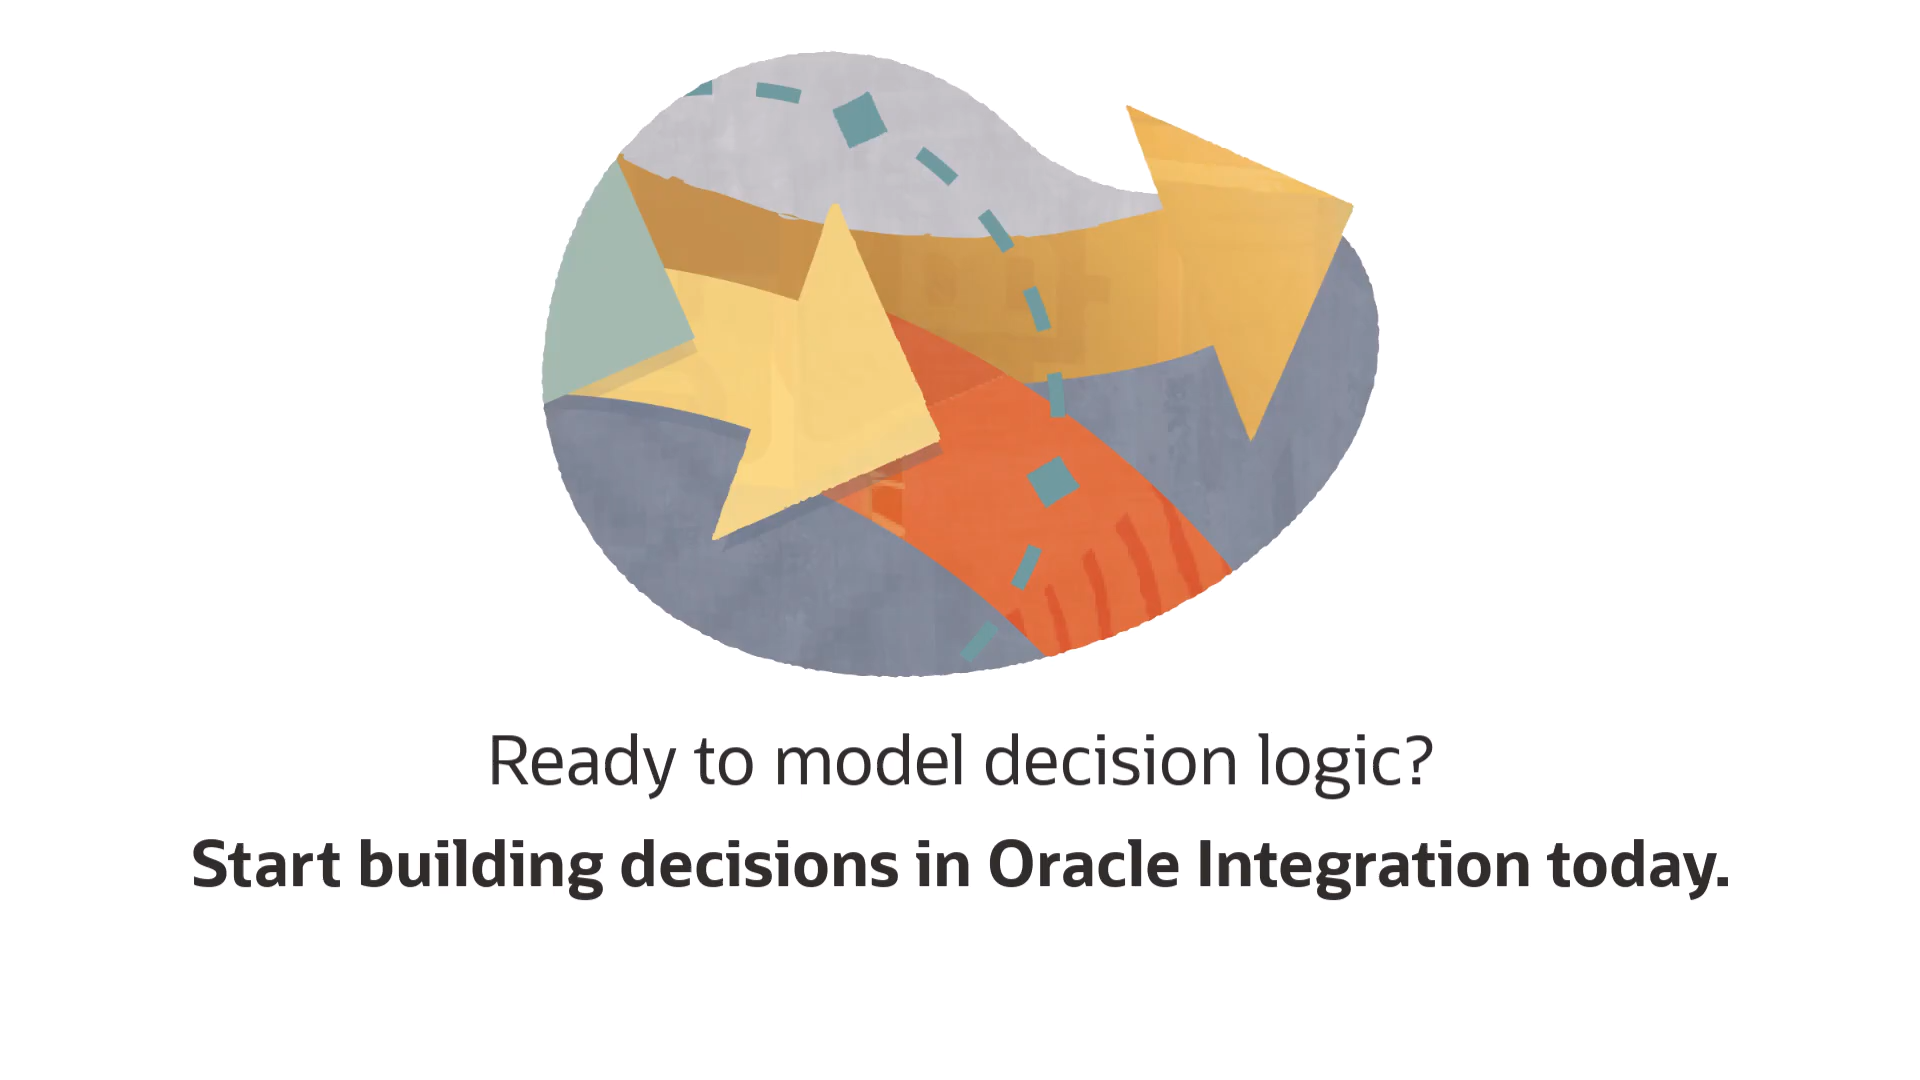 Ready to model decision logic?
Start building decisions in Oracle Integration today.